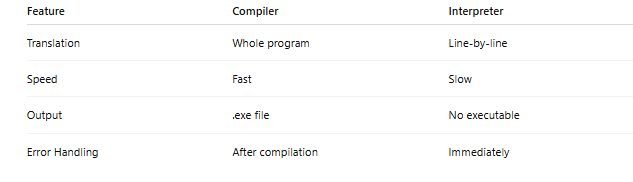 Feature Compiler Interpreter
Translation Whole program Line-by-line
Speed Fast Slow
Output .exe file No executable
Error Handling After compilation Immediately